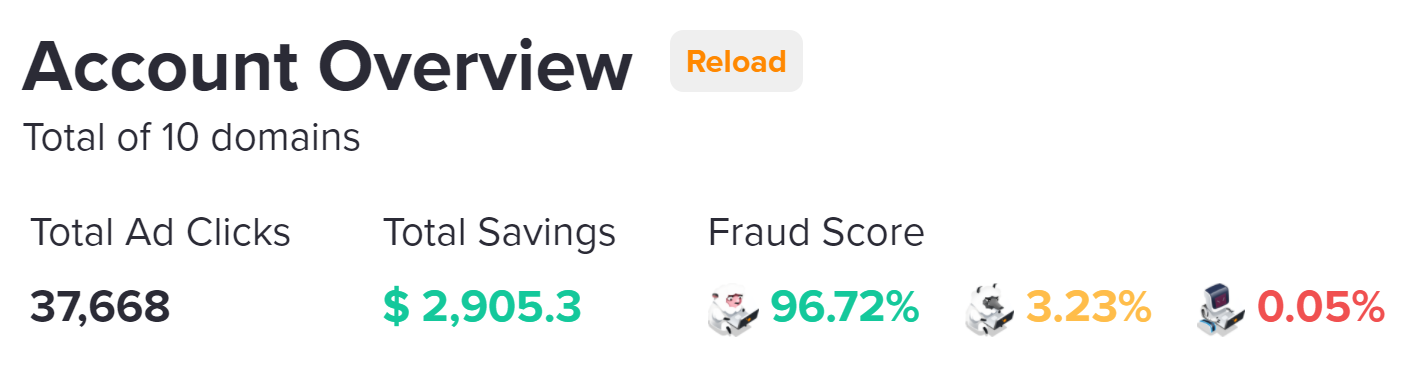 Account Overview Reload
Total of 10 domains
Total Ad Clicks Total Savings Fraud Score
37,668 $ 2,905.3 96.72% 3.23% 0.05%